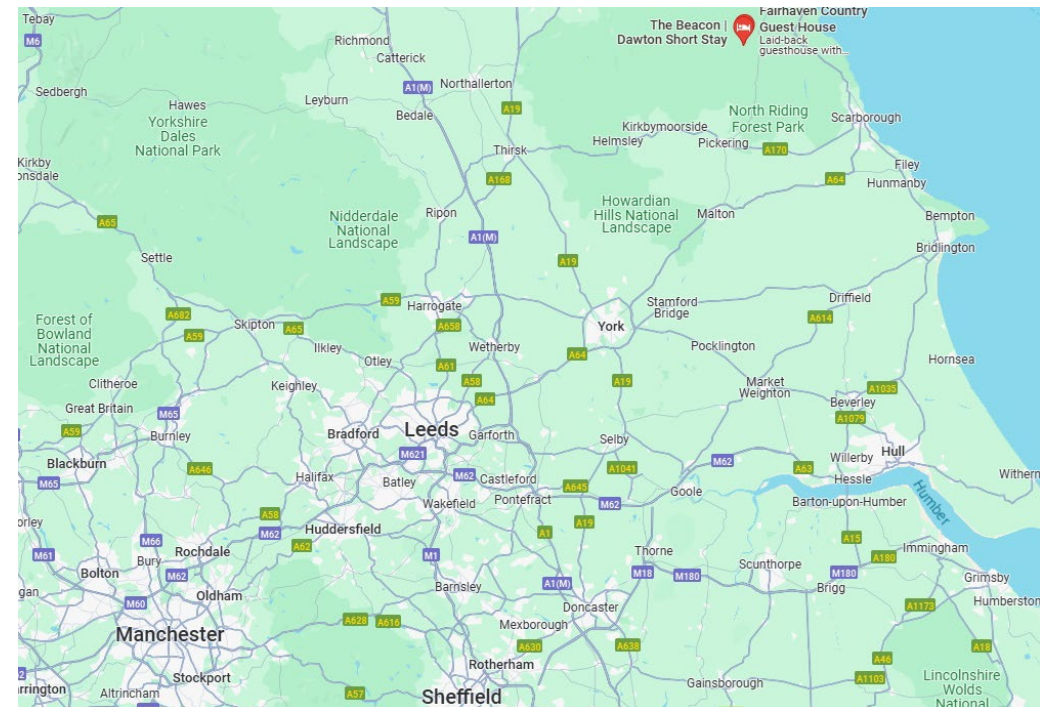 Tebay
Fairhaven Country
Guest House
Laid-back
guesthouse with...
The Beacon |
Dawton Short Stay
M6
Richmond
Catterick
Sedbergh
Hawes
Leyburn
A1(M)
Northallerton
Bedale
A19
Yorkshire
Dales
National Park
North Riding
Forest Park
Scarborough
Kirkbymoorside
Helmsley
Pickering
A170
Thirsk
Kirkby
onsdale
A168
A64
Filey
Hunmanby
A65
Nidderdale
National
Landscape
Ripon
Howardian
Hills National
Landscape
Malton
Bempton
A1(M)
Bridlington
Settle
A19
A59
Harrogate
Stamford
Bridge
Driffield
A682
A614
Forest of
Bowland
National
Landscape
Skipton
A65
A658
York
A59
Ilkley
Otley
Wetherby
A64
Pocklington
Hornsea
A61
Clitheroe
Keighley
A58
A19
Market
Weighton
A1035
Great Britain
M65
A64
Beverley
A1079
A59
Burnley
Bradford
Leeds
Garforth
Selby
Hull
M621
Willerby
Blackburn
A646
M62
A1041
M62
A63
M65
Halifax
Batley
Castleford
A645
Hessle
Withern
Pontefract
Goole
Wakefield
M62
Barton-upon-Humber
Humber
A58
orley
Huddersfield
A19
M62
A1
A15
M66
A62
Immingham
M61
Rochdale
M1
Thorne
A180
Bury
Scunthorpe
Bolton
M62
M18
M180
M180
Grimsby
gan
Oldham
Barnsley
A1(M)
Brigg
M60
Doncaster
A1173
Humberston
A628
A616
Mexborough
Manchester
A630
A638
A18
Rotherham
A46
Stockport
A1103
Lincolnshire
Wolds
National
Gainsborough
rrington
Altrincham
A57
Sheffield